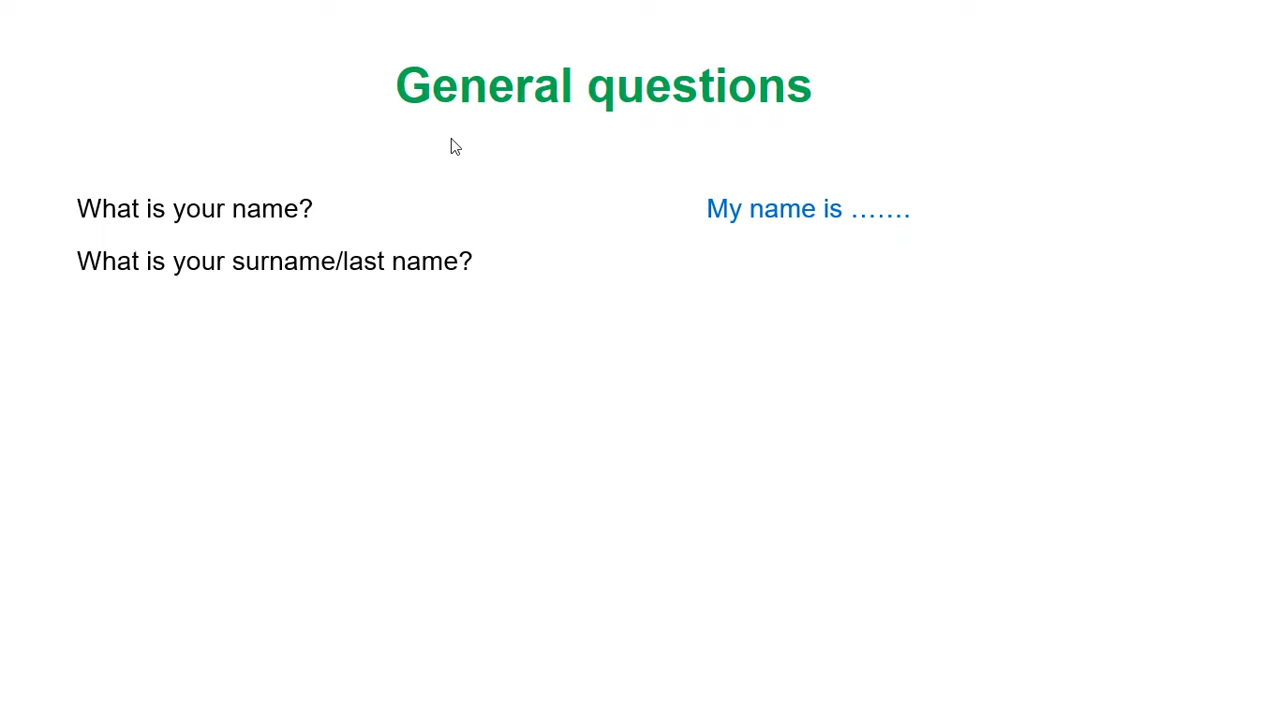 General questions
What is your name? My name is …….
What is your surname/last name?